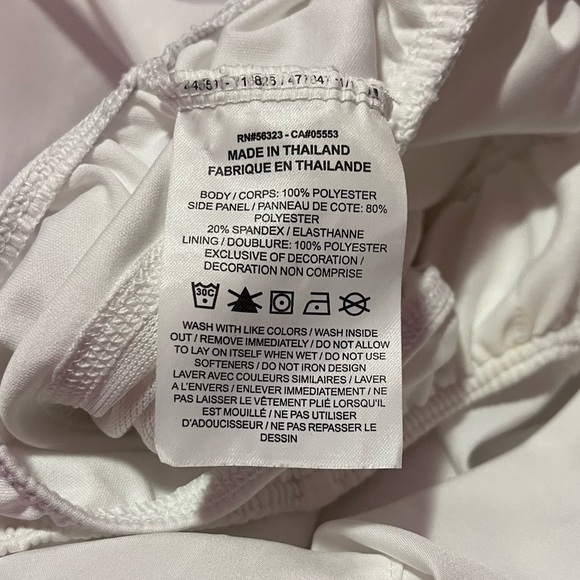 RN#56323 - CA#05553
MADE IN THAILAND
FABRIQUE EN THAILANDE
BODY / CORPS: 100% POLYESTER
SIDE PANEL / PANNEAU DE COTE: 80%
POLYESTER
20% SPANDEX / ELASTHANNE
LINING / DOUBLURE: 100% POLYESTER
EXCLUSIVE OF DECORATION /
DECORATION NON COMPRISE
30C
WASH WITH LIKE COLORS / WASH INSIDE
OUT / REMOVE IMMEDIATELY / DO NOT ALLOW
TO LAY ON ITSELF WHEN WET / DO NOT USE
SOFTENERS / DO NOT IRON DESIGN
LAVER AVEC COULEURS SIMILAIRES / LAVER
A L'ENVERS / ENLEVER IMMEDIATEMENT / NE
PAS LAISSER LE VÊTEMENT PLIÉ LORSQU'IL
EST MOUILLÉ / NE PAS UTILISER
D'ADOUCISSEUR / NE PAS REPASSER LE
DESSIN